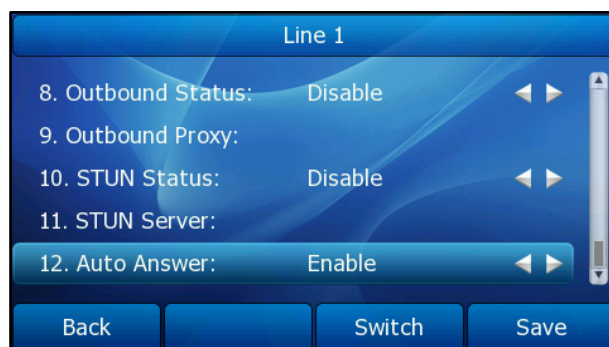 Line 1
8. Outbound Status: Disable
9. Outbound Proxy:
10. STUN Status: Disable
11. STUN Server:
12. Auto Answer: Enable
Back Switch Save